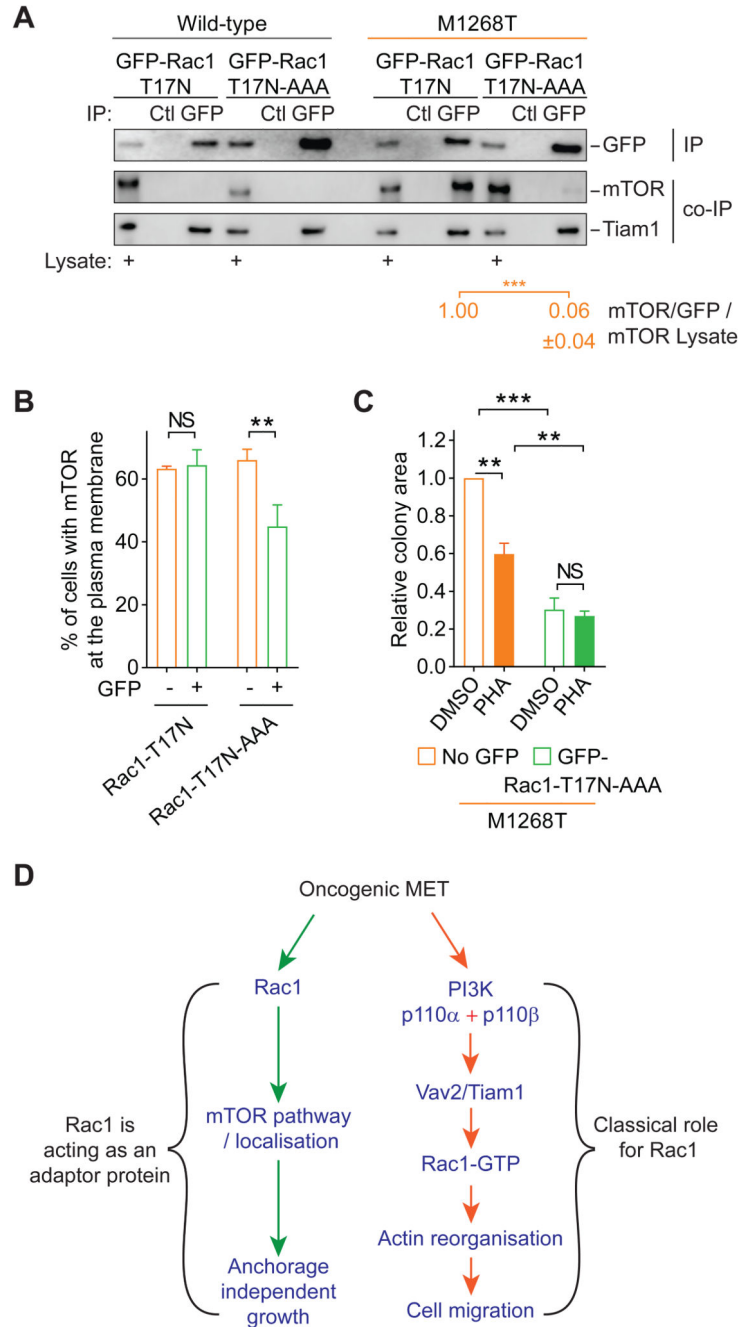 A
Wild-type M1268T
GFP-Rac1 GFP-Rac1 GFP-Rac1 GFP-Rac1
T17N T17N-AAA T17N T17N-AAA
IP: Ctl GFP Ctl GFP Ctl GFP Ctl GFP
GFP IP
mTOR
co-IP
Tiam1
Lysate: + + + +
***
1.00 0.06 mTOR/GFP /
±0.04 mTOR Lysate
B
% of cells with mTOR
at the plasma membrane
60
40
20
0
NS **
GFP - + - +
Rac1-T17N
Rac1-T17N-AAA
C
Relative colony area
1.2
1.0
0.8
0.6
0.4
0.2
0.0
***
** **
NS
DMSO PHA DMSO PHA
No GFP GFP-
Rac1-T17N-AAA
M1268T
D
Oncogenic MET
Rac1
mTOR pathway
/ localisation
Anchorage
independent
growth
Rac1 is
acting as an
adaptor protein
PI3K
p110α + p110β
Vav2/Tiam1
Rac1-GTP
Actin reorganisation
Cell migration
Classical role
for Rac1